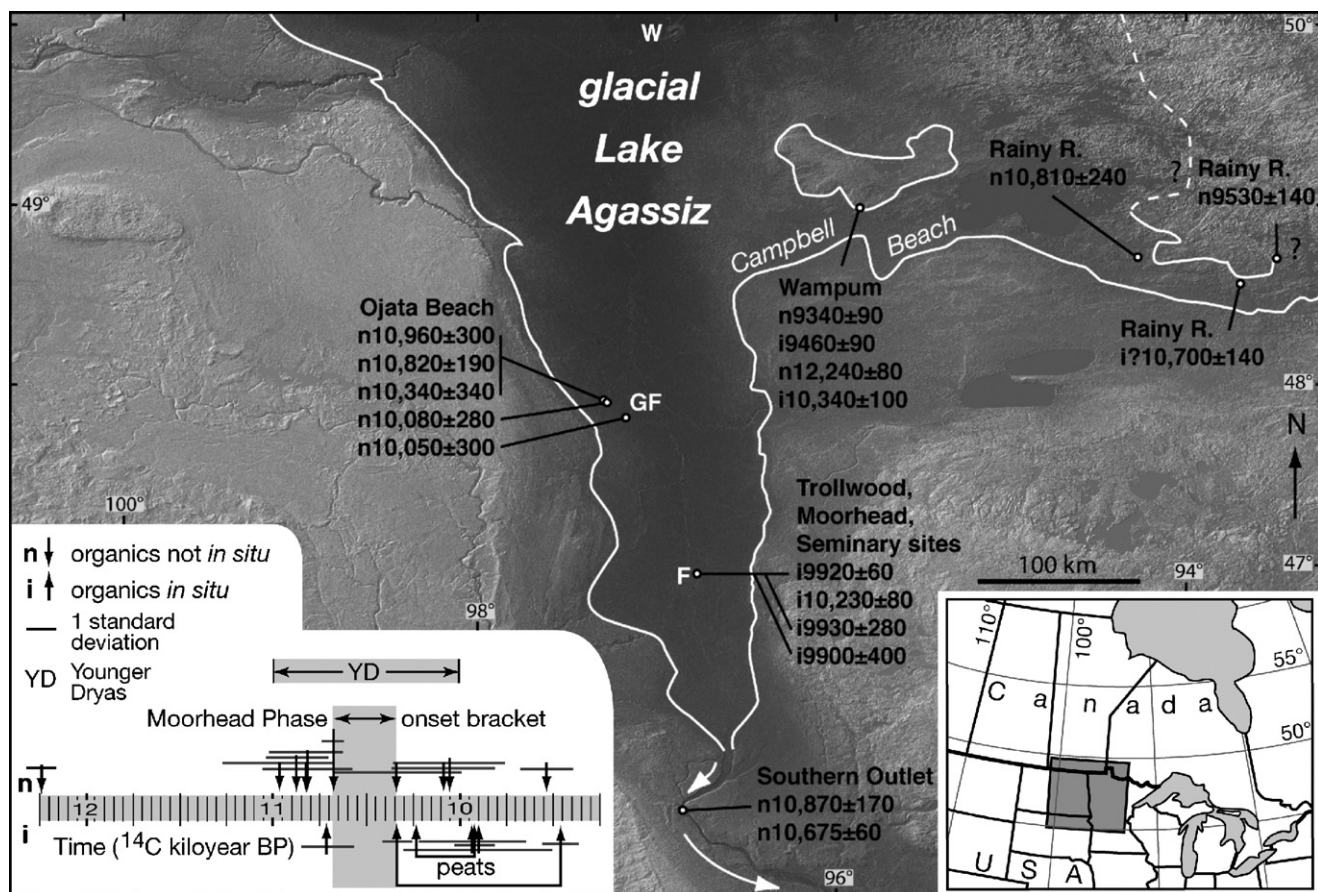 W
glacial
Lake
Agassiz
50°
49°
48°
47°
100°
98°
96°
94°
Campbell Beach
Rainy R.
n10,810±240
?
Rainy R.
n9530±140
?
Rainy R.
i?10,700±140
Wampum
n9340±90
i9460±90
n12,240±80
i10,340±100
Ojata Beach
n10,960±300
n10,820±190
n10,340±340
n10,080±280
n10,050±300
GF
N
Trollwood,
Moorhead,
Seminary sites
i9920±60
i10,230±80
i9930±280
i9900±400
F
100 km
Southern Outlet
n10,870±170
n10,675±60
n organics not in situ
i organics in situ
1 standard
deviation
YD Younger
Dryas
YD
Moorhead Phase onset bracket
n
12 11 10
i
Time (14C kiloyear BP)
peats
110°
100°
55°
50°
Canada
USA